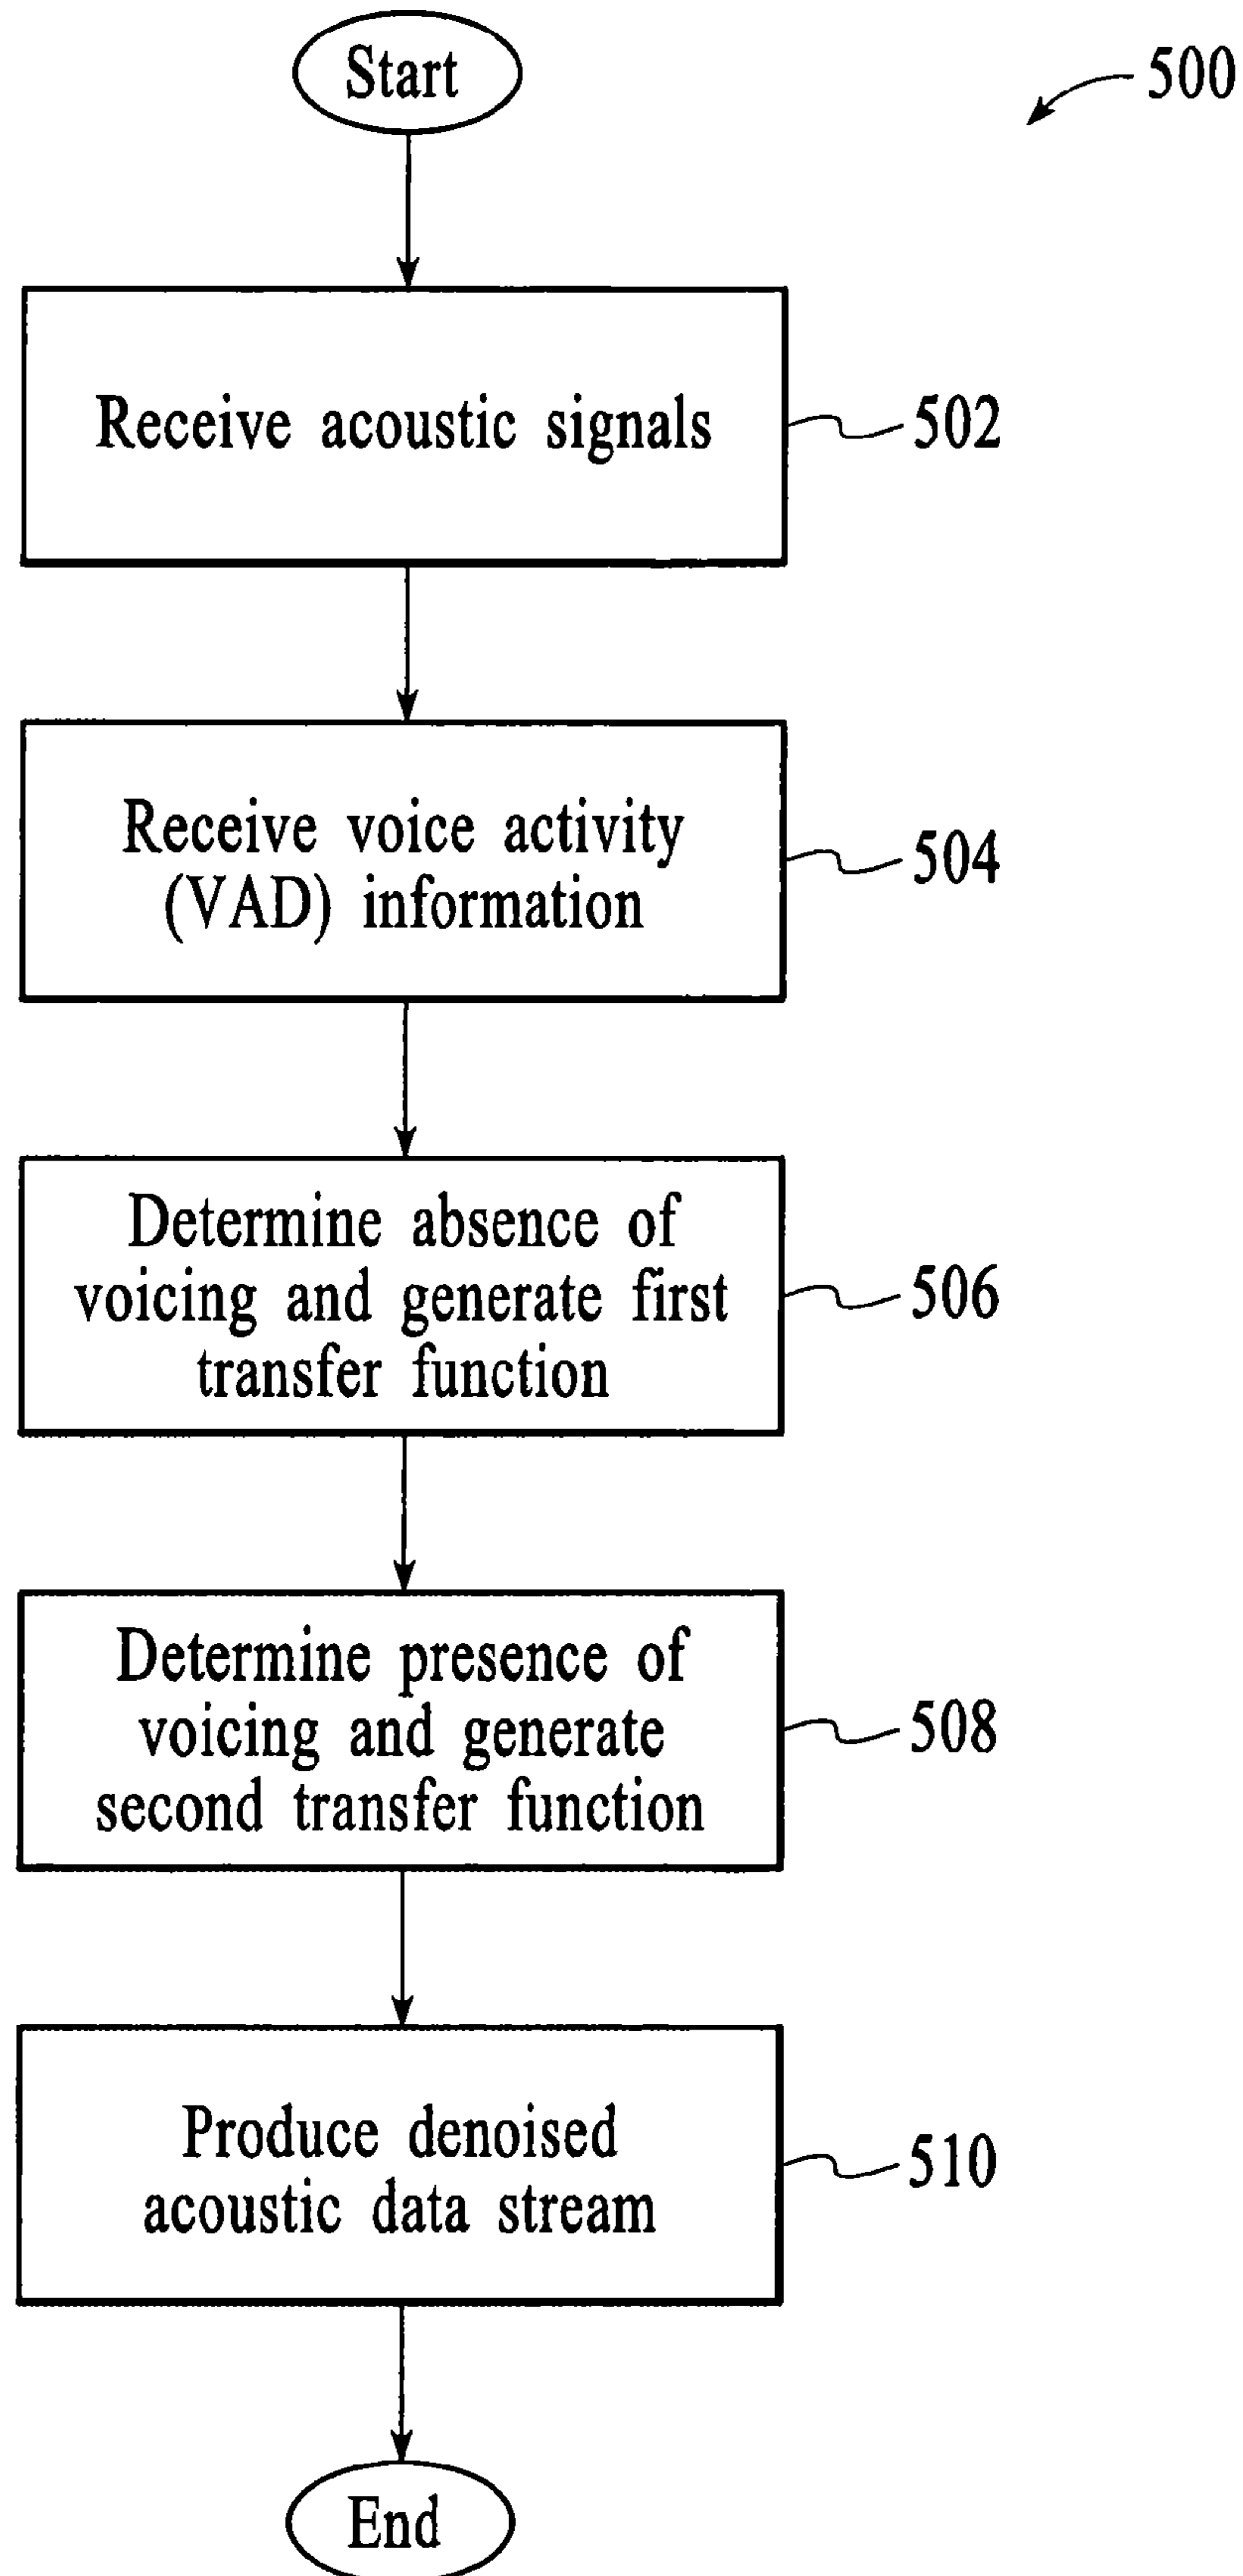 Start
500
Receive acoustic signals
502
Receive voice activity
(VAD) information
504
Determine absence of
voicing and generate first
transfer function
506
Determine presence of
voicing and generate
second transfer function
508
Produce denoised
acoustic data stream
510
End